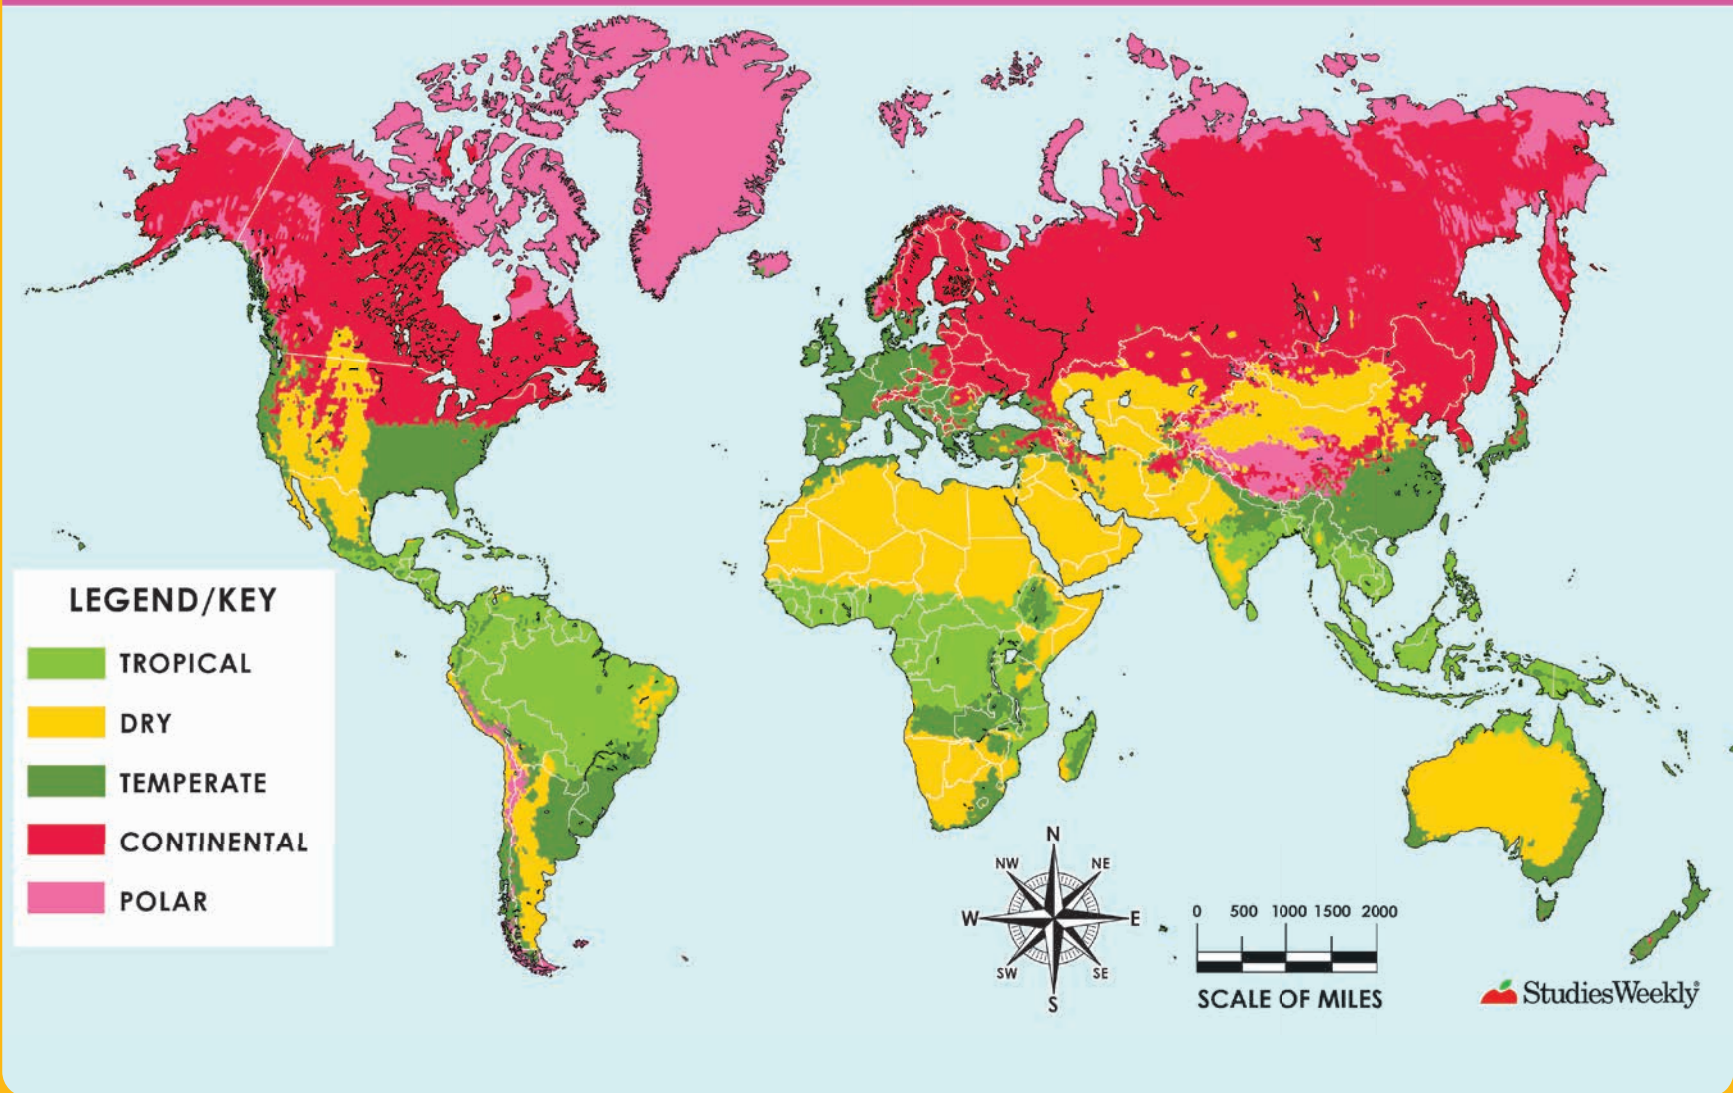 LEGEND/KEY
TROPICAL
DRY
TEMPERATE
CONTINENTAL
POLAR
N
NW NE
W E
SW SE
S
0 500 1000 1500 2000
SCALE OF MILES
StudiesWeekly